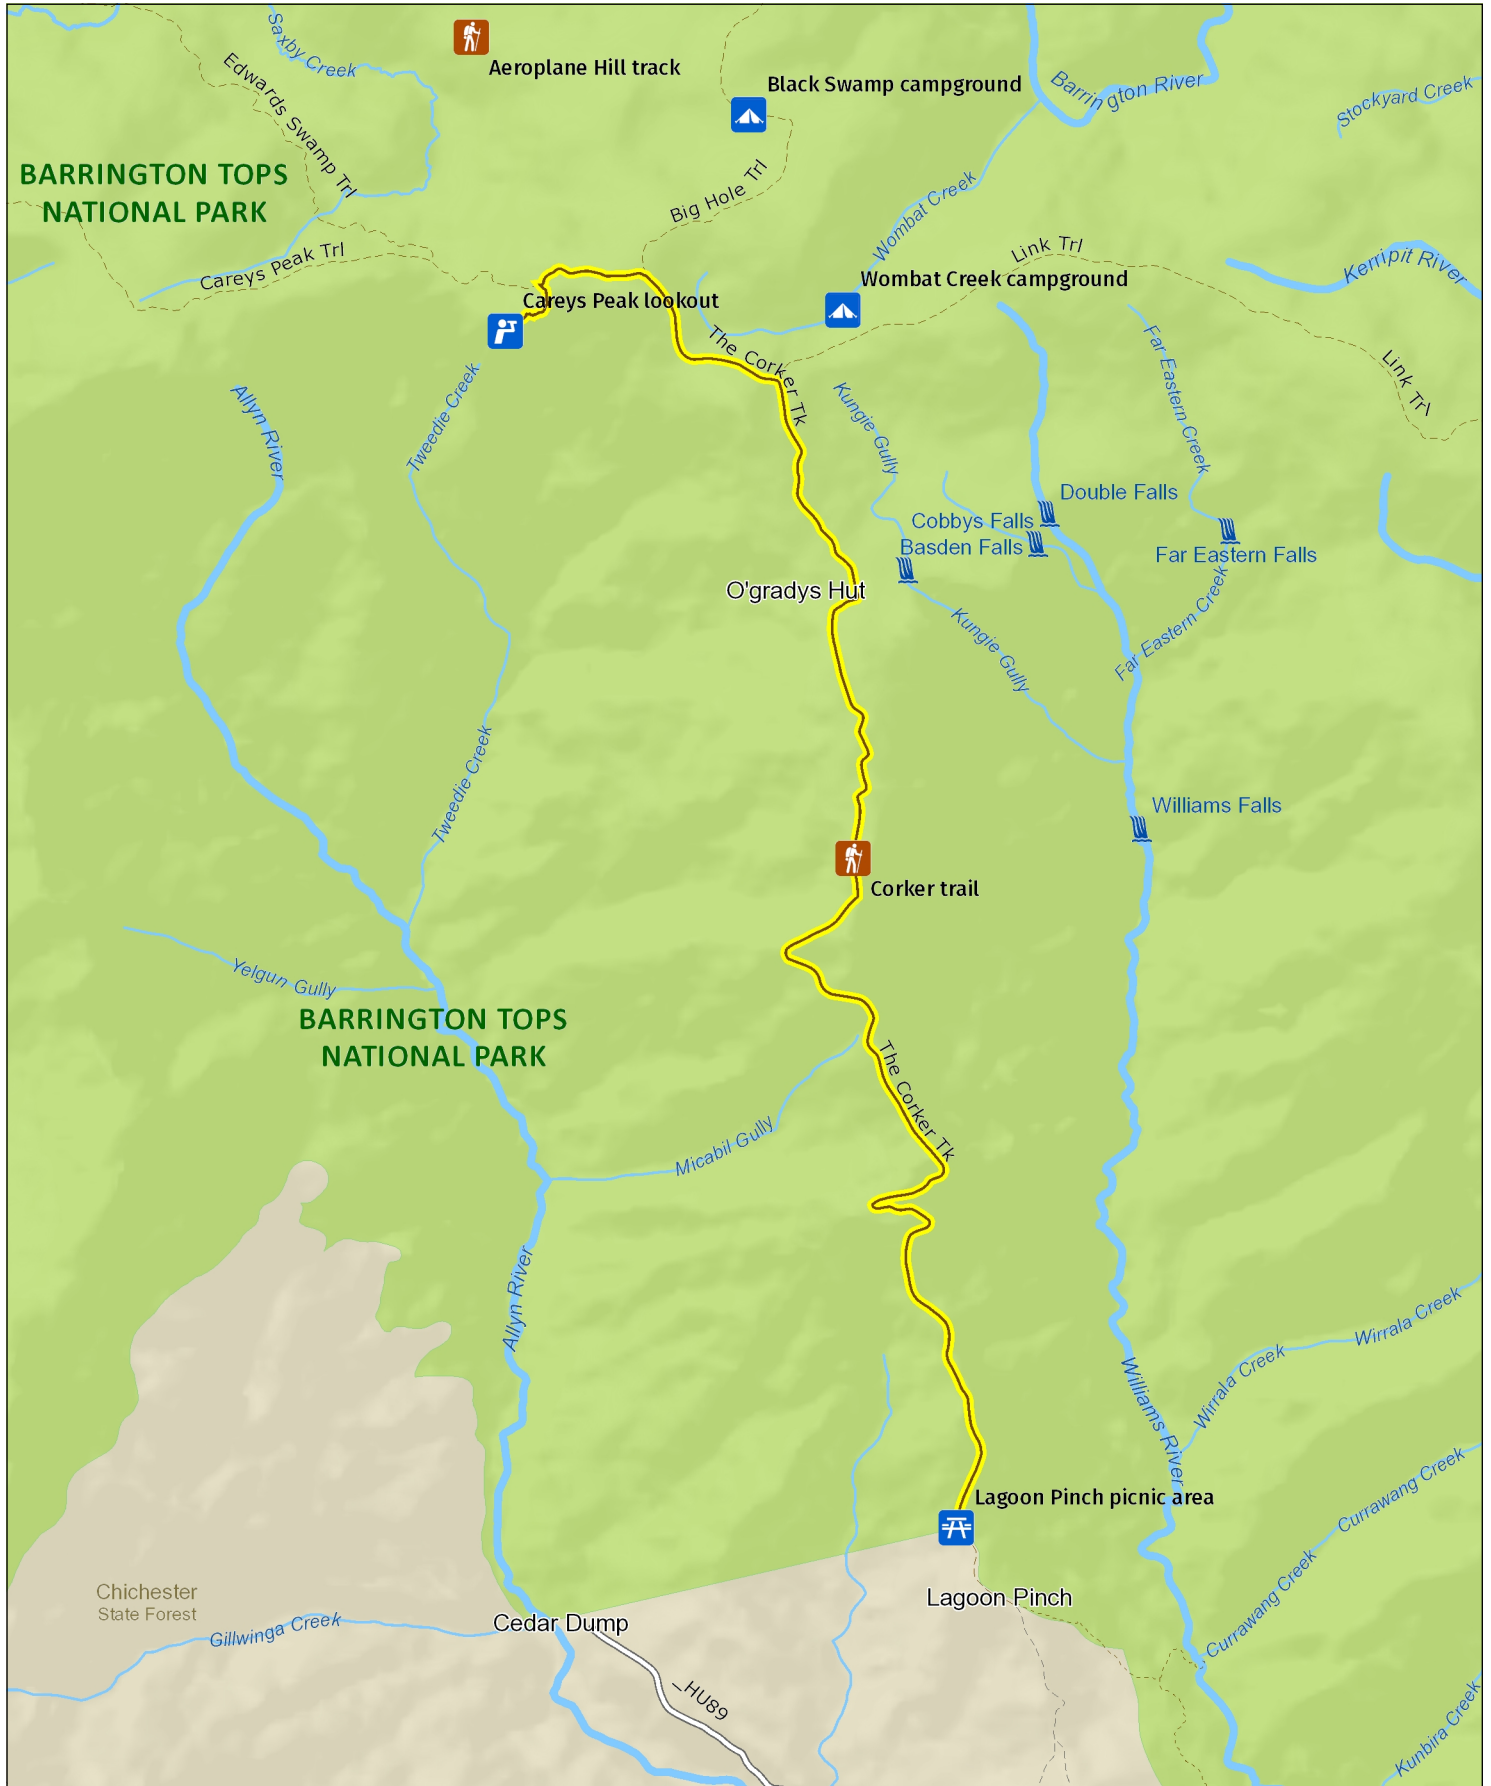 Saxby Creek
Aeroplane Hill track
Edwards Swamp Trl
Black Swamp campground
Barrington River
Stockyard Creek
BARRINGTON TOPS
NATIONAL PARK
Big Hole Trl
Wombat Creek
Careys Peak Trl
Link Trl
Kerripit River
Wombat Creek campground
Careys Peak lookout
The Corker Tk
Far Eastern Creek
Link Trl
Tweedie Creek
Allyn River
Kungie Gully
Double Falls
Cobbys Falls
Basden Falls
Far Eastern Falls
O'gradys Hut
Kungie Gully
Far Eastern Creek
Tweedie Creek
Williams Falls
Corker trail
Yelgun Gully
BARRINGTON TOPS
NATIONAL PARK
The Corker Tk
Micabil Gully
Allyn River
Wirrala Creek
Wirrala Creek
Williams River
Currawang Creek
Lagoon Pinch picnic area
Chichester
State Forest
Lagoon Pinch
Currawang Creek
Gillwinga Creek
Cedar Dump
_HU89
Kunbira Creek